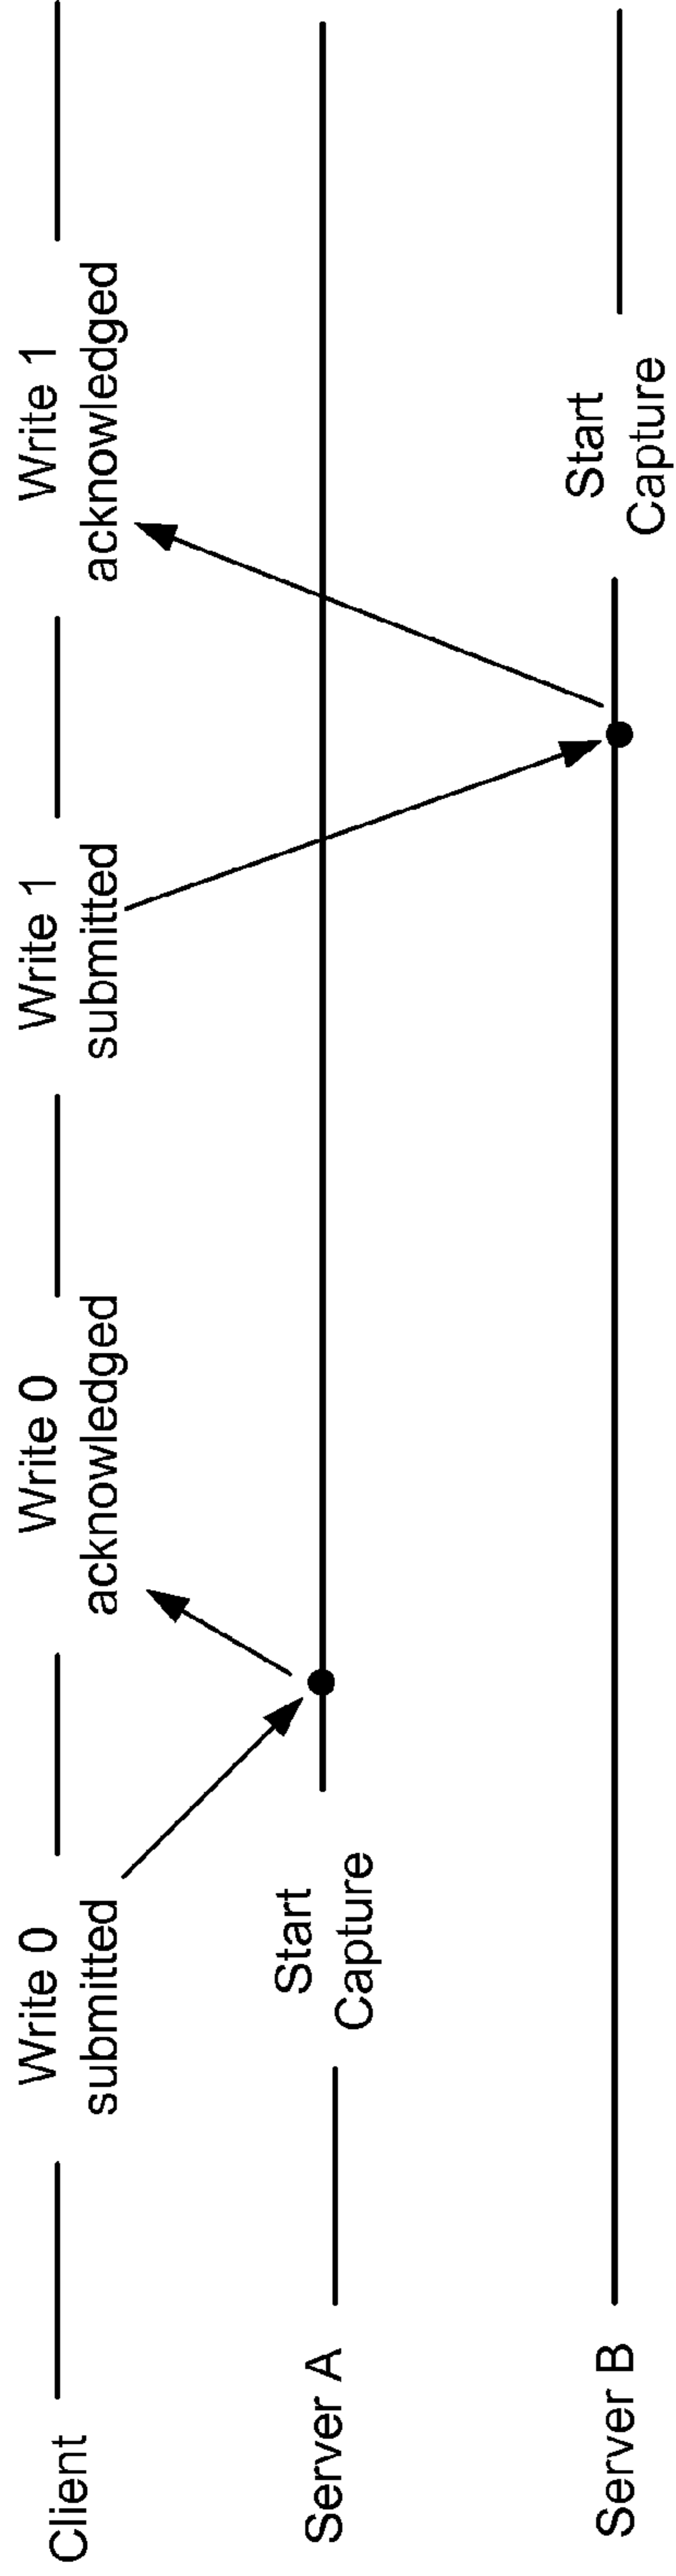 Client
Write 0
submitted
Write 0
acknowledged
Write 1
submitted
Write 1
acknowledged
Server A
Start
Capture
Server B
Start
Capture